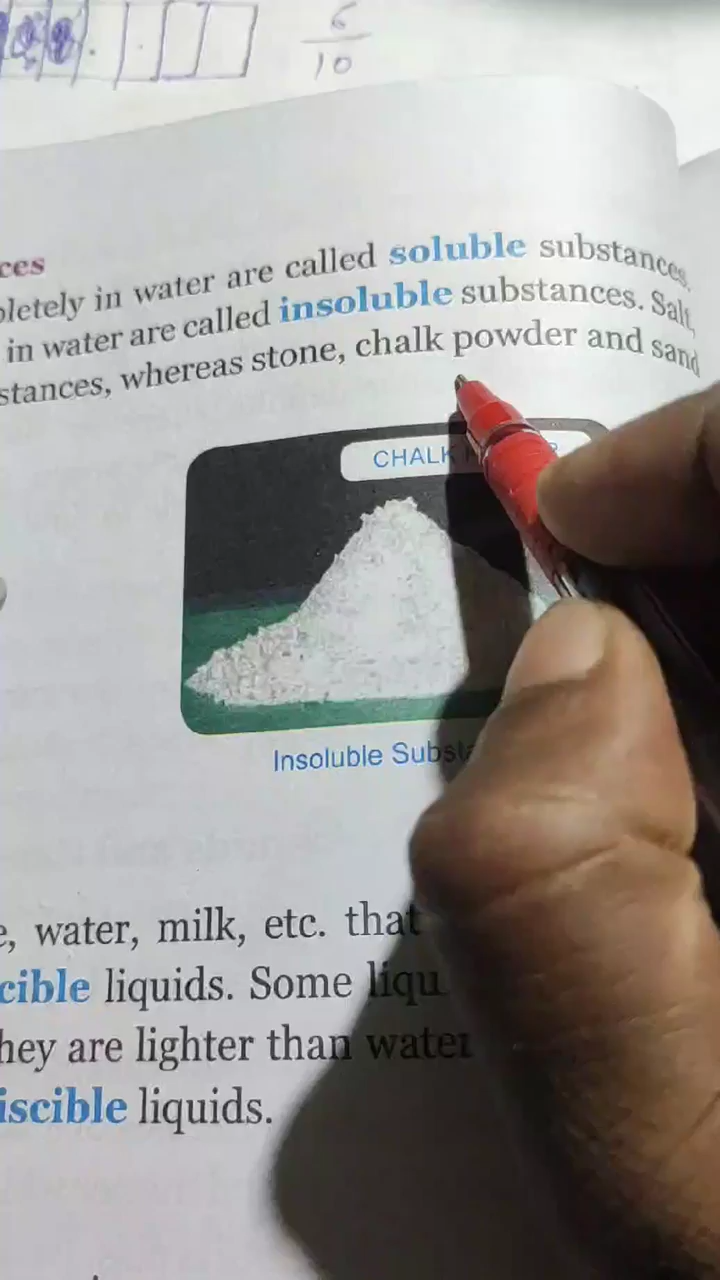 6
10
ces
pletely in water are called soluble substances.
in water are called insoluble substances. Salt,
stances, whereas stone, chalk powder and sand
CHALK
Insoluble Subst
e, water, milk, etc. that
cible liquids. Some liqu
hey are lighter than water
iscible liquids.